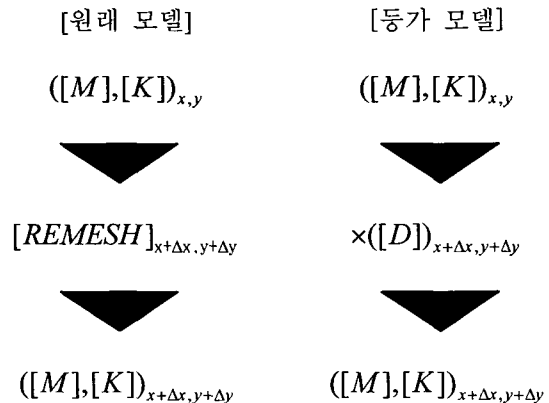 [원래 모델] [등가 모델]
([M],[K])x,y ([M],[K])x,y
[REMESH]x+Δx,y+Δy ×([D])x+Δx,y+Δy
([M],[K])x+Δx,y+Δy ([M],[K])x+Δx,y+Δy